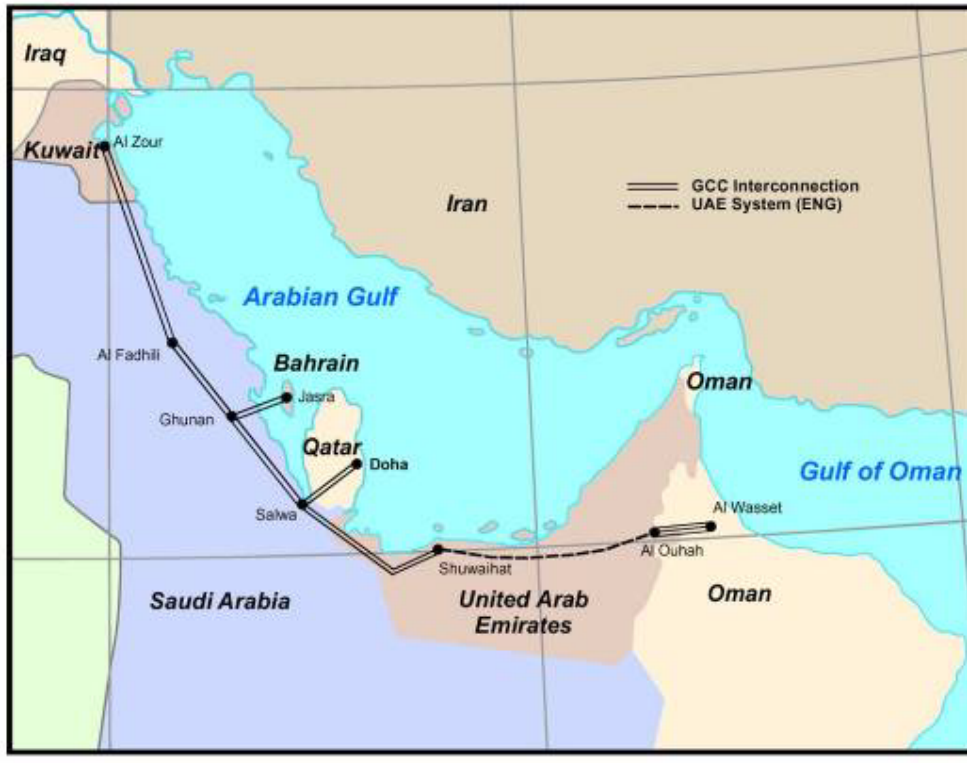 Iraq
Kuwait
Al Zour
Iran
GCC Interconnection
UAE System (ENG)
Arabian Gulf
Al Fadhili
Bahrain
Jasra
Oman
Ghunan
Qatar
Doha
Gulf of Oman
Salwa
Al Wasset
Al Ouhah
Shuwaihat
Saudi Arabia
United Arab
Emirates
Oman